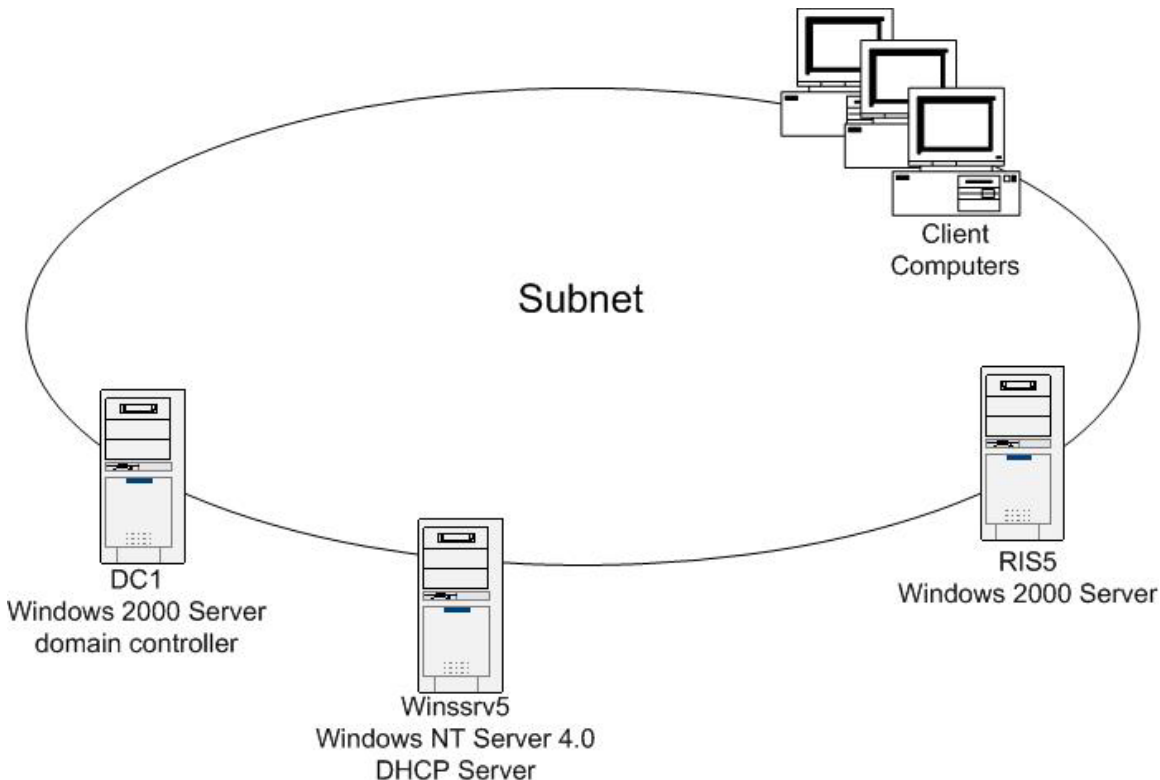 Client
Computers
Subnet
DC1
Windows 2000 Server
domain controller
Winssrv5
Windows NT Server 4.0
DHCP Server
RIS5
Windows 2000 Server